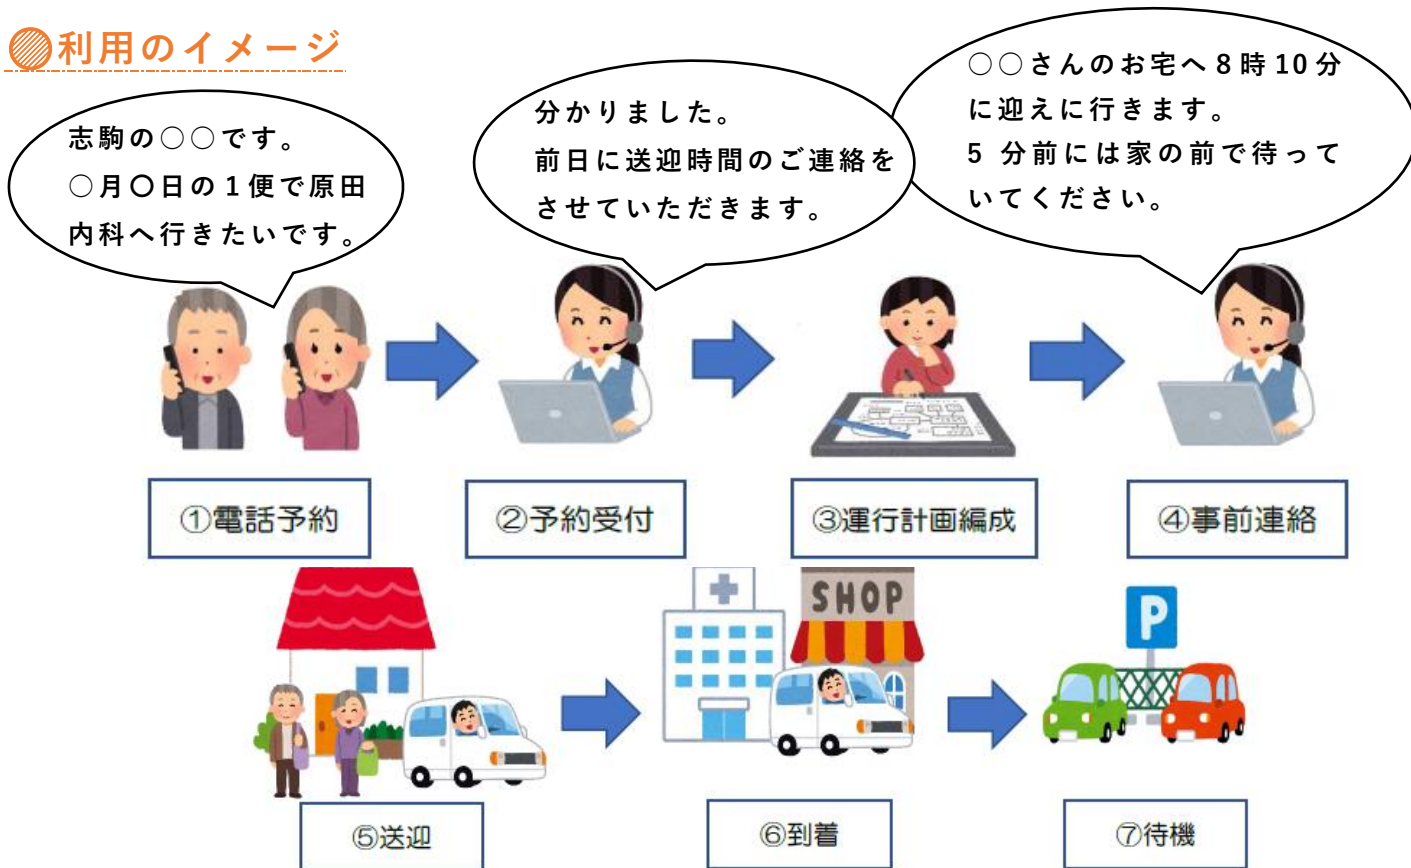 利用のイメージ
志駒の○○です。
○月〇日の1便で原田
内科へ行きたいです。
分かりました。
前日に送迎時間のご連絡を
させていただきます。
○○さんのお宅へ8時10分
に迎えに行きます。
5 分前には家の前で待って
いてください。
①電話予約
②予約受付
③運行計画編成
④事前連絡
SHOP
P
⑤送迎
⑥到着
⑦待機